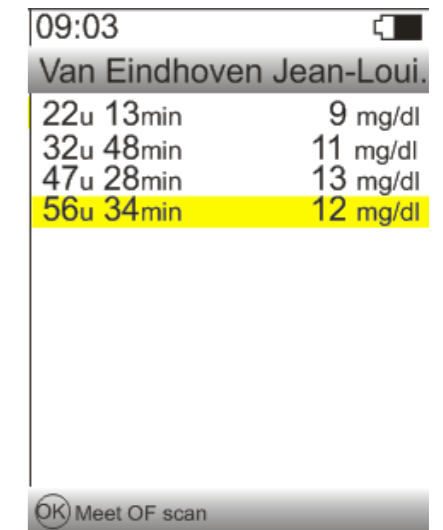 09:03
Van Eindhoven Jean-Loui.
22u 13min 9 mg/dl
32u 48min 11 mg/dl
47u 28min 13 mg/dl
56u 34min 12 mg/dl
OK Meet OF scan